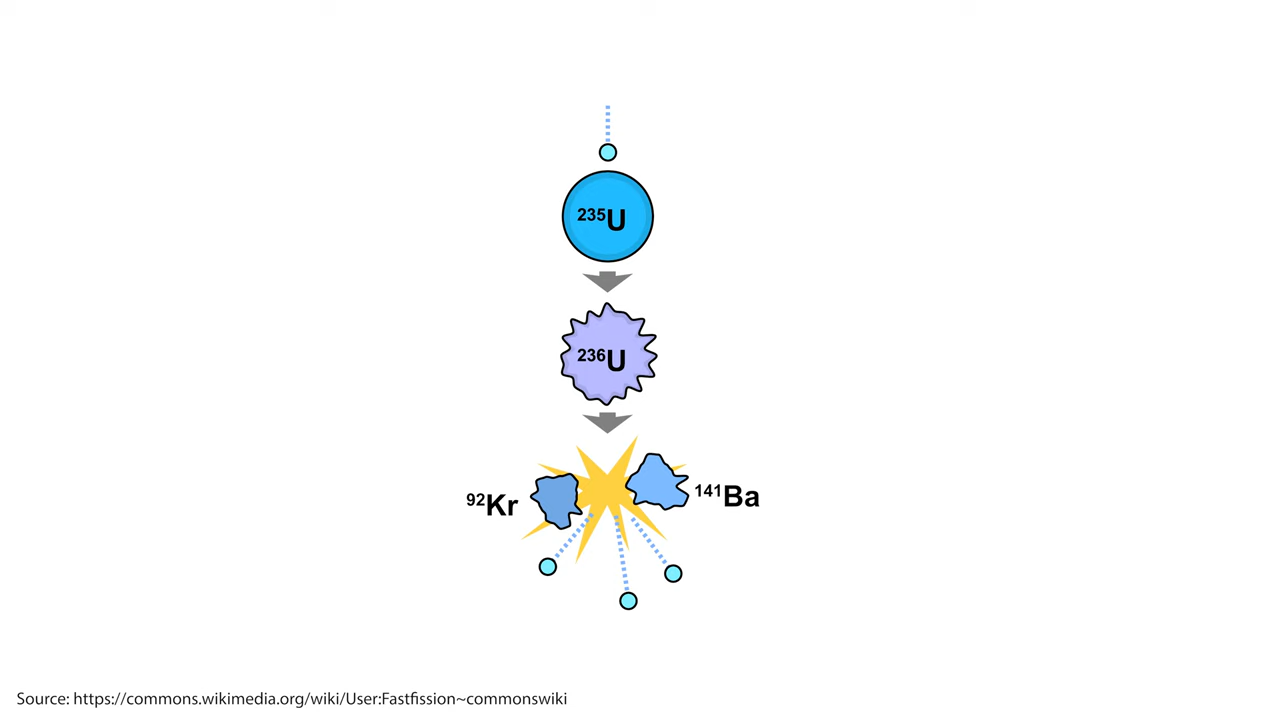 ²³⁵U
²³⁶U
⁹²Kr
¹⁴¹Ba
Source: https://commons.wikimedia.org/wiki/User:Fastfission~commonswiki